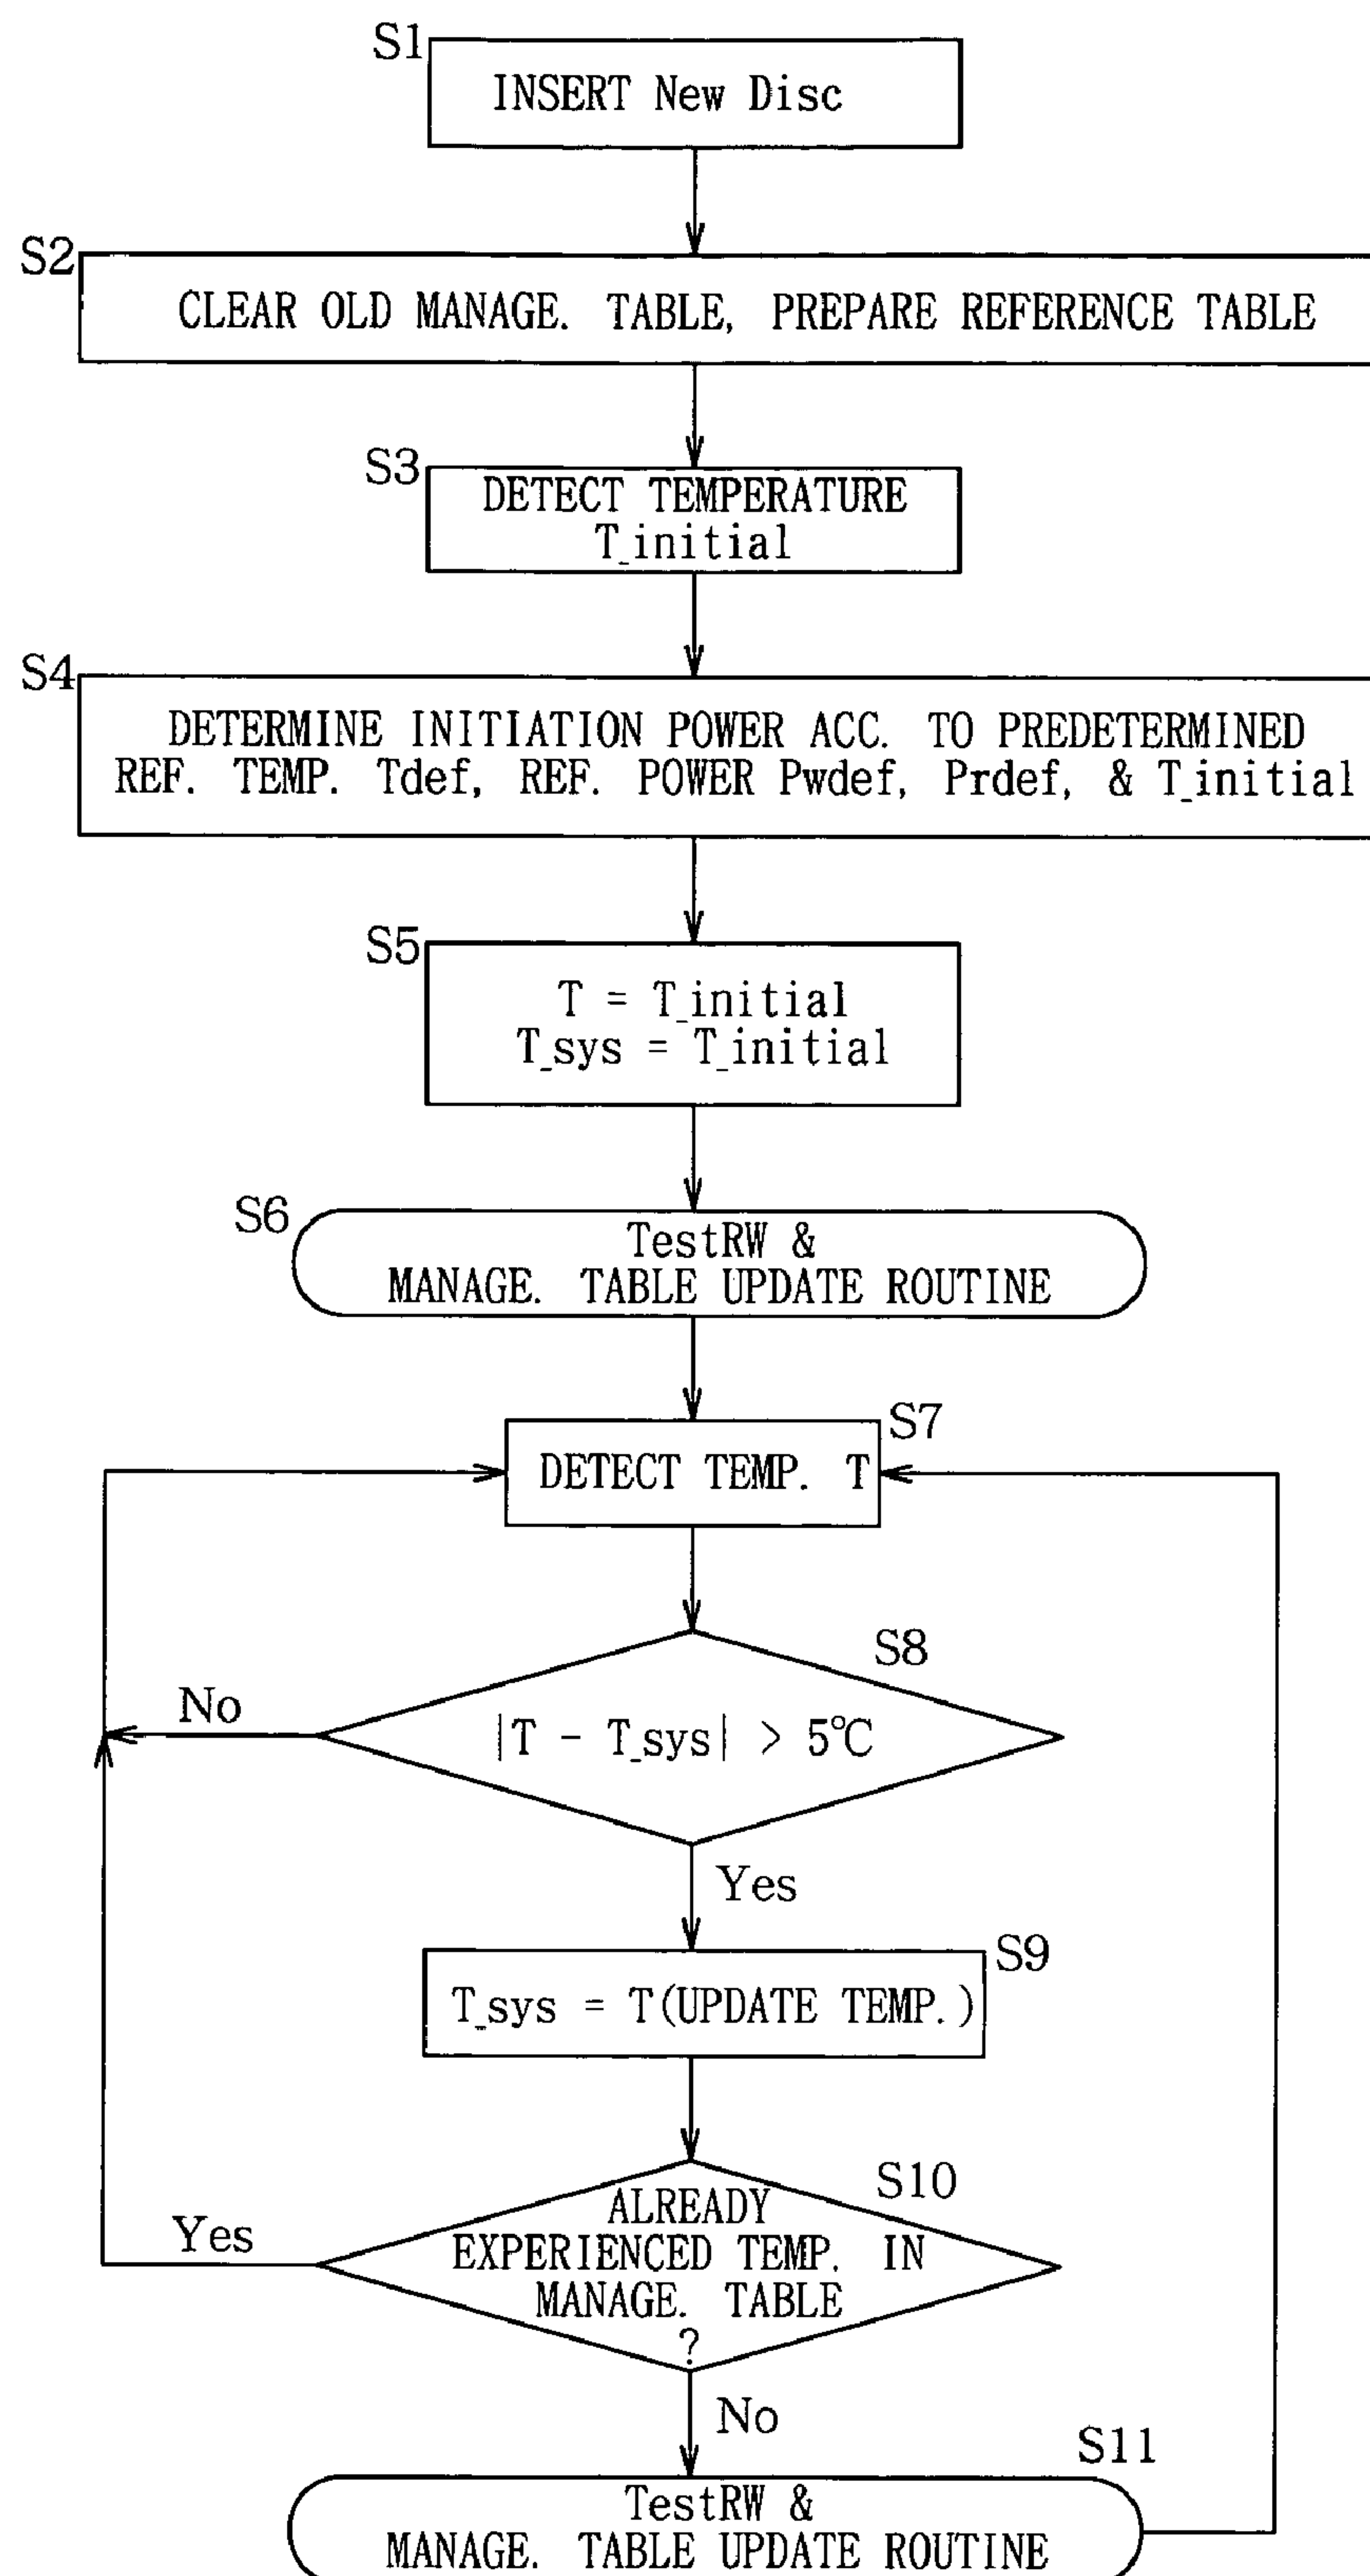 S1
INSERT New Disc
S2
CLEAR OLD MANAGE. TABLE, PREPARE REFERENCE TABLE
S3
DETECT TEMPERATURE
T_initial
S4
DETERMINE INITIATION POWER ACC. TO PREDETERMINED
REF. TEMP. Tdef, REF. POWER Pwdef, Prdef, & T_initial
S5
T = T_initial
T_sys = T_initial
S6
TestRW &
MANAGE. TABLE UPDATE ROUTINE
S7
DETECT TEMP. T
S8
No
|T - T_sys| > 5℃
Yes
S9
T_sys = T(UPDATE TEMP.)
S10
Yes
ALREADY
EXPERIENCED TEMP. IN
MANAGE. TABLE
?
No
S11
TestRW &
MANAGE. TABLE UPDATE ROUTINE